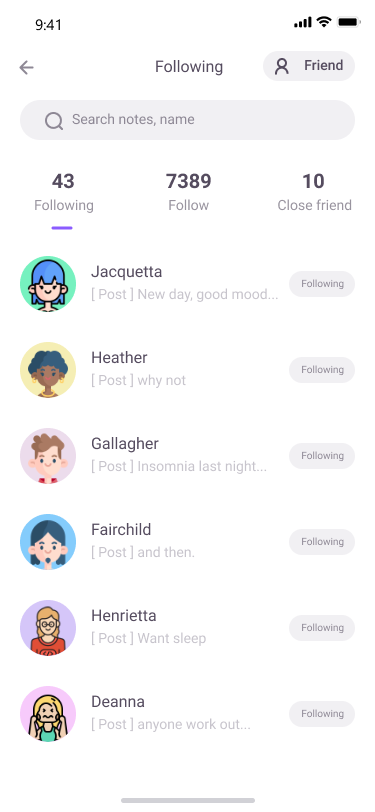 9:41
Following
Friend
Search notes, name
43
7389
10
Following
Follow
Close friend
Jacquetta
[ Post ] New day, good mood...
Following
Heather
[ Post ] why not
Following
Gallagher
[ Post ] Insomnia last night...
Following
Fairchild
[ Post ] and then.
Following
Henrietta
[ Post ] Want sleep
Following
Deanna
[ Post ] anyone work out...
Following